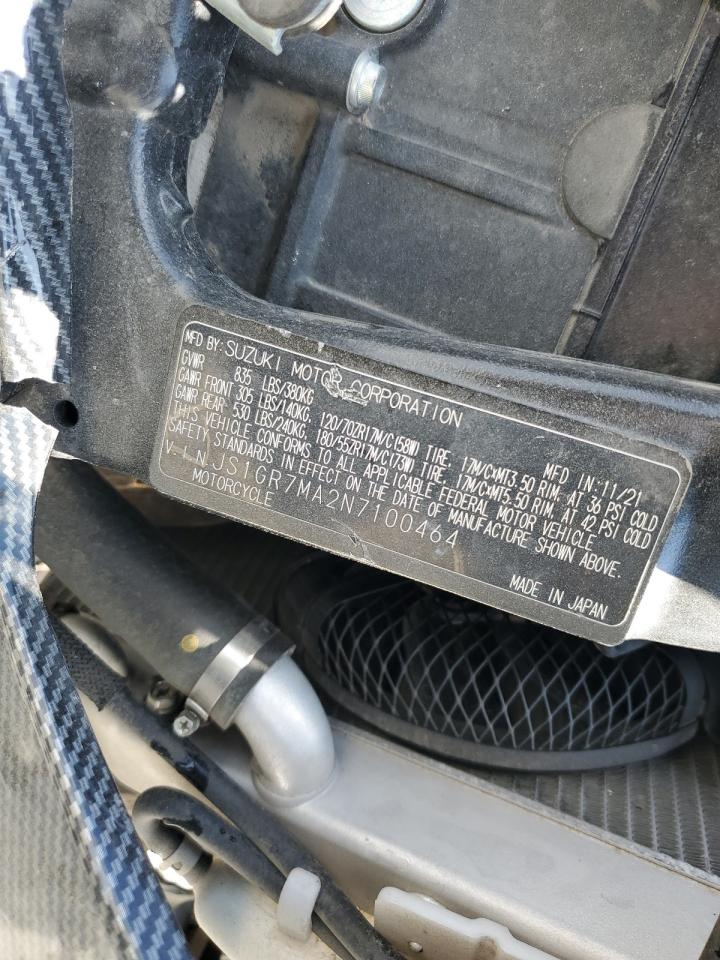 MFD BY: SUZUKI MOTOR CORPORATION MFD IN: 11/21
GVWR 835 LBS/380KG
GAWR FRONT 305 LBS/140KG, 120/70ZR17M/C(58W) TIRE, 17M/C×MT3.50 RIM, AT 36 PSI COLD
GAWR REAR 530 LBS/240KG, 180/55ZR17M/C(73W) TIRE, 17M/C×MT5.50 RIM, AT 42 PSI COLD
THIS VEHICLE CONFORMS TO ALL APPLICABLE FEDERAL MOTOR VEHICLE
SAFETY STANDARDS IN EFFECT ON THE DATE OF MANUFACTURE SHOWN ABOVE.
V.I.N. JS1GR7MA2N7100464
MOTORCYCLE MADE IN JAPAN